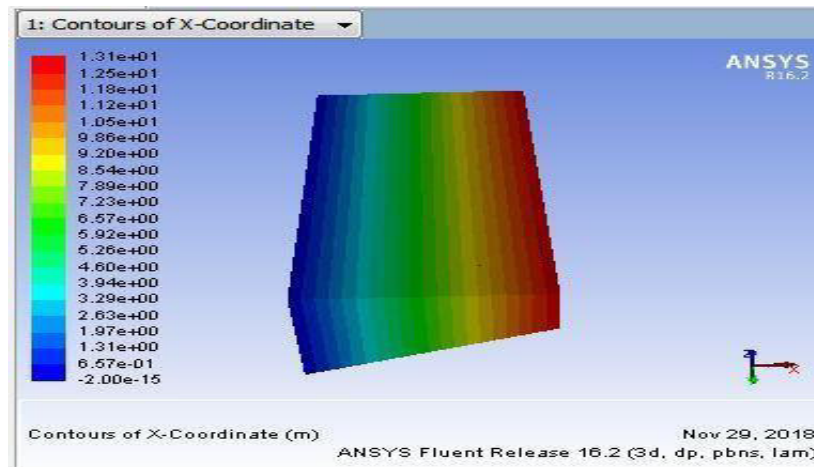 1: Contours of X-Coordinate
ANSYS
R16.2
1.31e+01
1.25e+01
1.18e+01
1.12e+01
1.05e+01
9.86e+00
9.20e+00
8.54e+00
7.89e+00
7.23e+00
6.57e+00
5.92e+00
5.26e+00
4.60e+00
3.94e+00
3.29e+00
2.63e+00
1.97e+00
1.31e+00
6.57e-01
-2.00e-15
Z
X
Contours of X-Coordinate (m)
Nov 29, 2018
ANSYS Fluent Release 16.2 (3d, dp, pbns, lam)